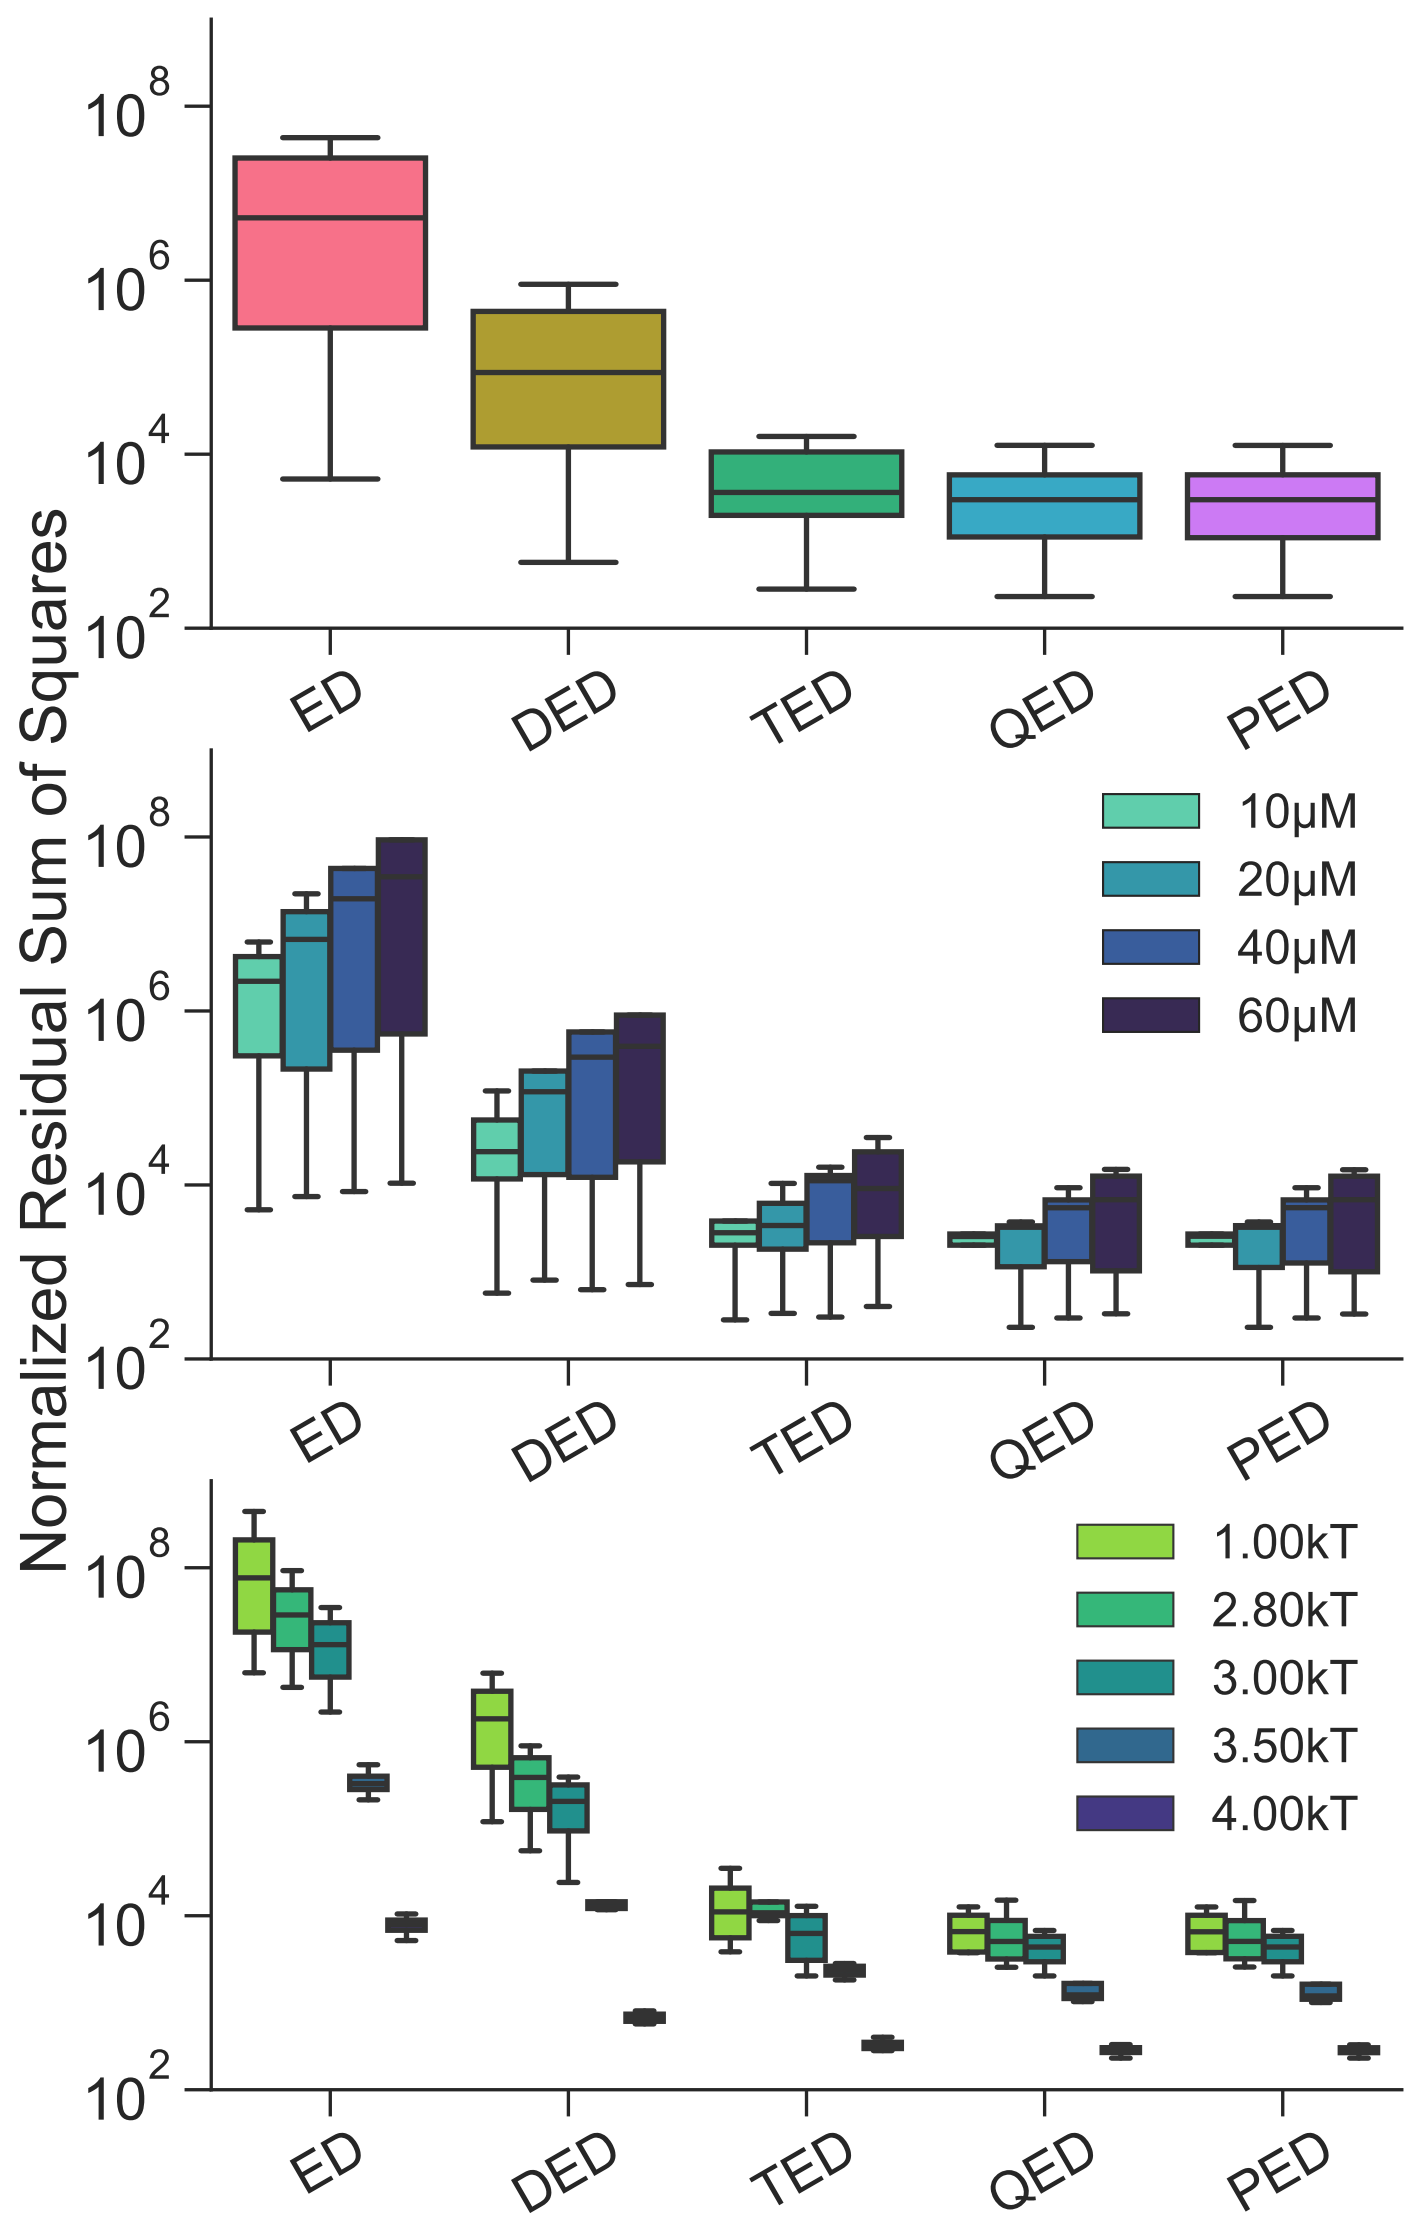 Normalized Residual Sum of Squares
10^8
10^6
10^4
10^2
ED DED TED QED PED
10^8
10^6
10^4
10^2
10µM
20µM
40µM
60µM
ED DED TED QED PED
10^8
10^6
10^4
10^2
1.00kT
2.80kT
3.00kT
3.50kT
4.00kT
ED DED TED QED PED